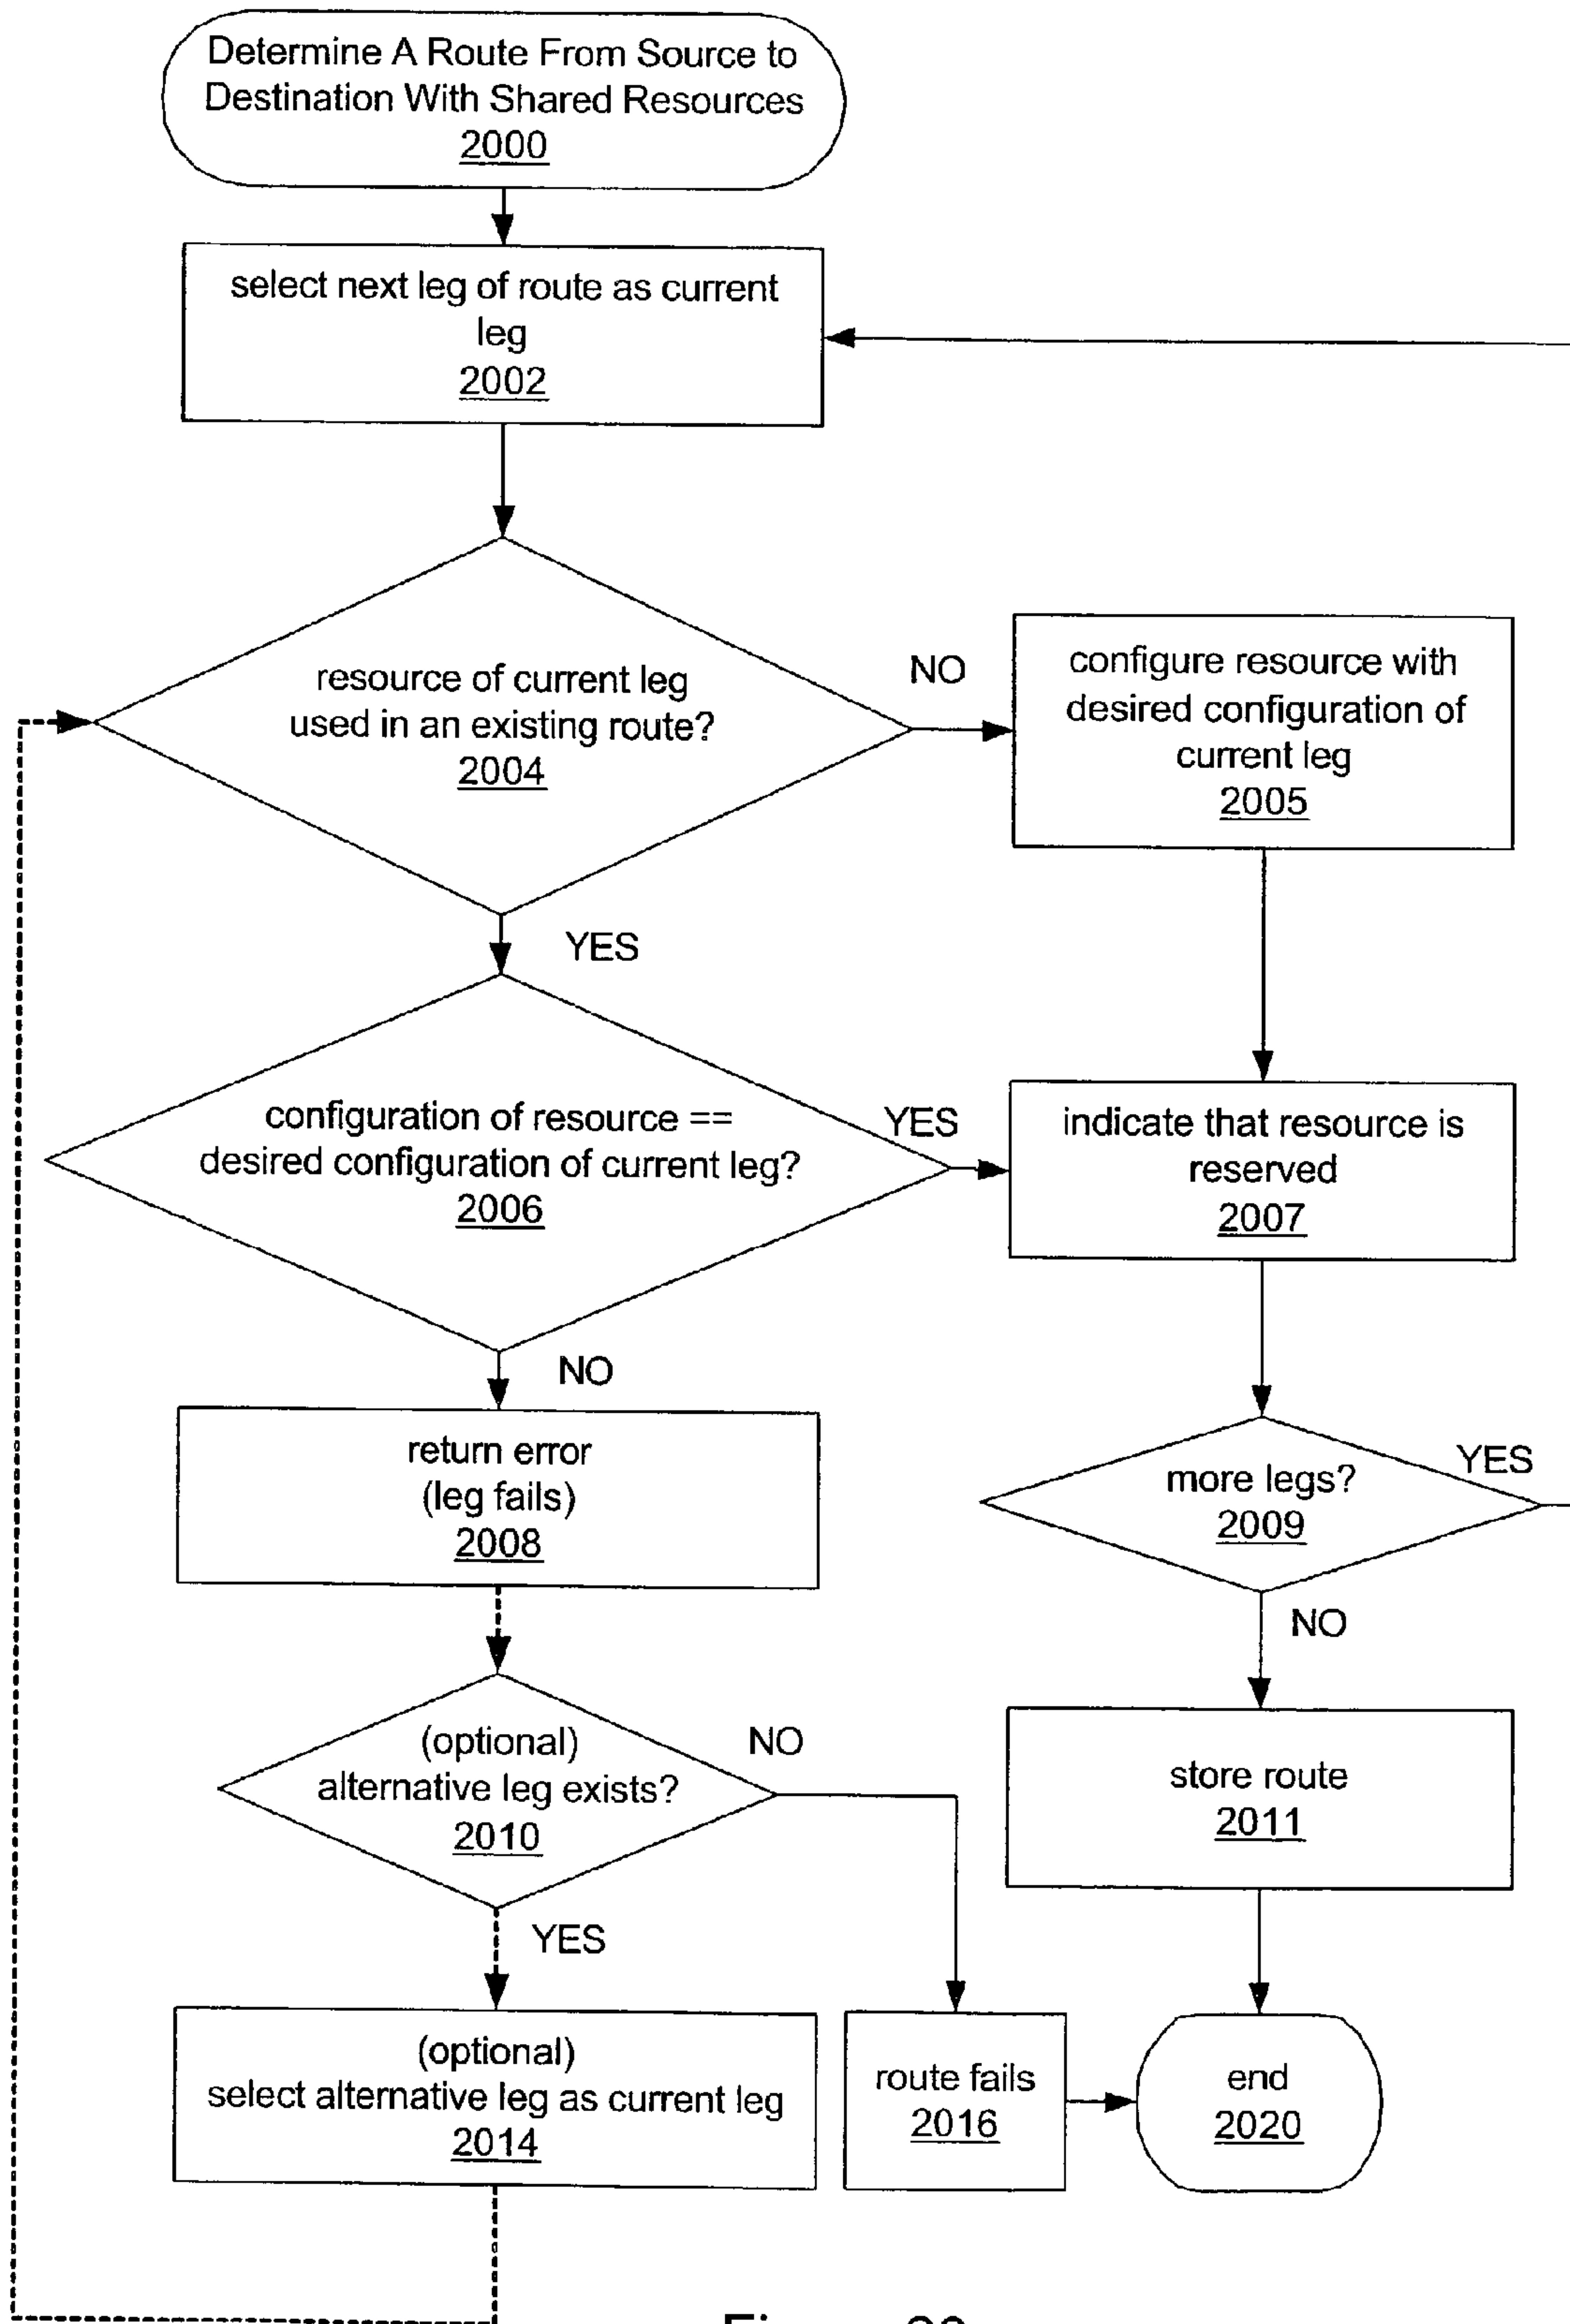 Determine A Route From Source to
Destination With Shared Resources
2000
select next leg of route as current
leg
2002
resource of current leg
used in an existing route?
2004
NO
configure resource with
desired configuration of
current leg
2005
YES
configuration of resource ==
desired configuration of current leg?
2006
YES
indicate that resource is
reserved
2007
NO
return error
(leg fails)
2008
more legs?
2009
YES
NO
(optional)
alternative leg exists?
2010
NO
store route
2011
YES
(optional)
select alternative leg as current leg
2014
route fails
2016
end
2020